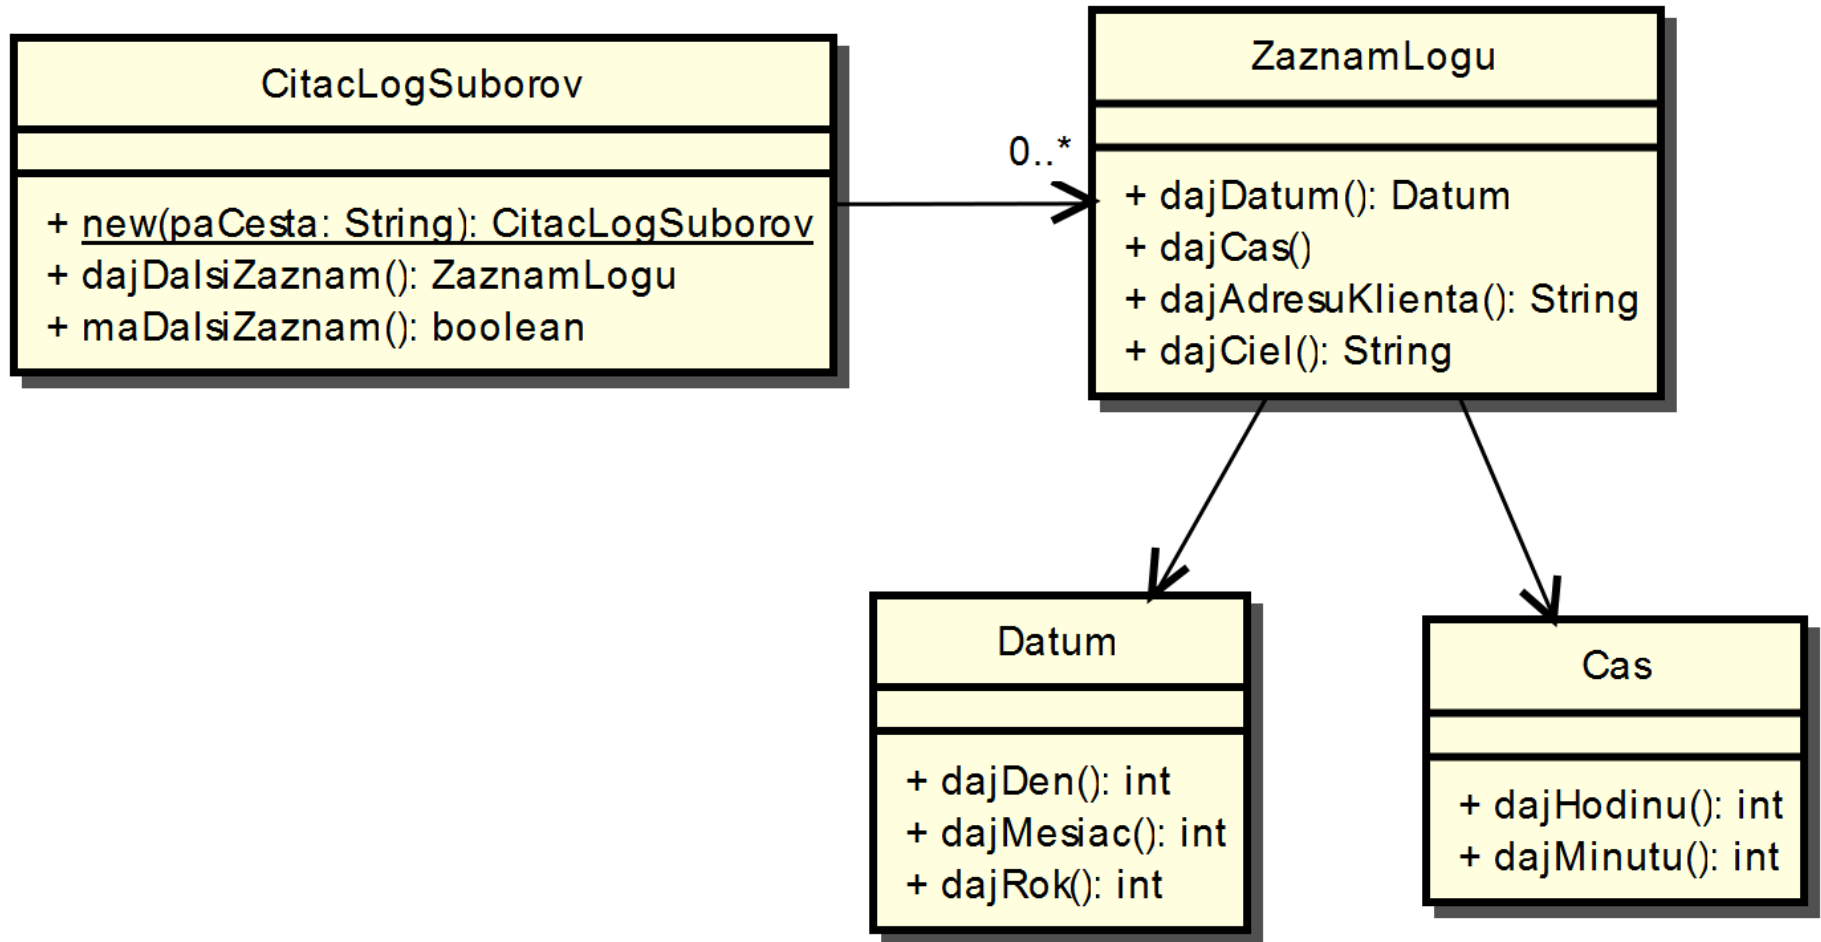 CitacLogSuborov
+ new(paCesta: String): CitacLogSuborov
+ dajDalsiZaznam(): ZaznamLogu
+ maDalsiZaznam(): boolean
0..*
ZaznamLogu
+ dajDatum(): Datum
+ dajCas()
+ dajAdresuKlienta(): String
+ dajCiel(): String
Datum
+ dajDen(): int
+ dajMesiac(): int
+ dajRok(): int
Cas
+ dajHodinu(): int
+ dajMinutu(): int